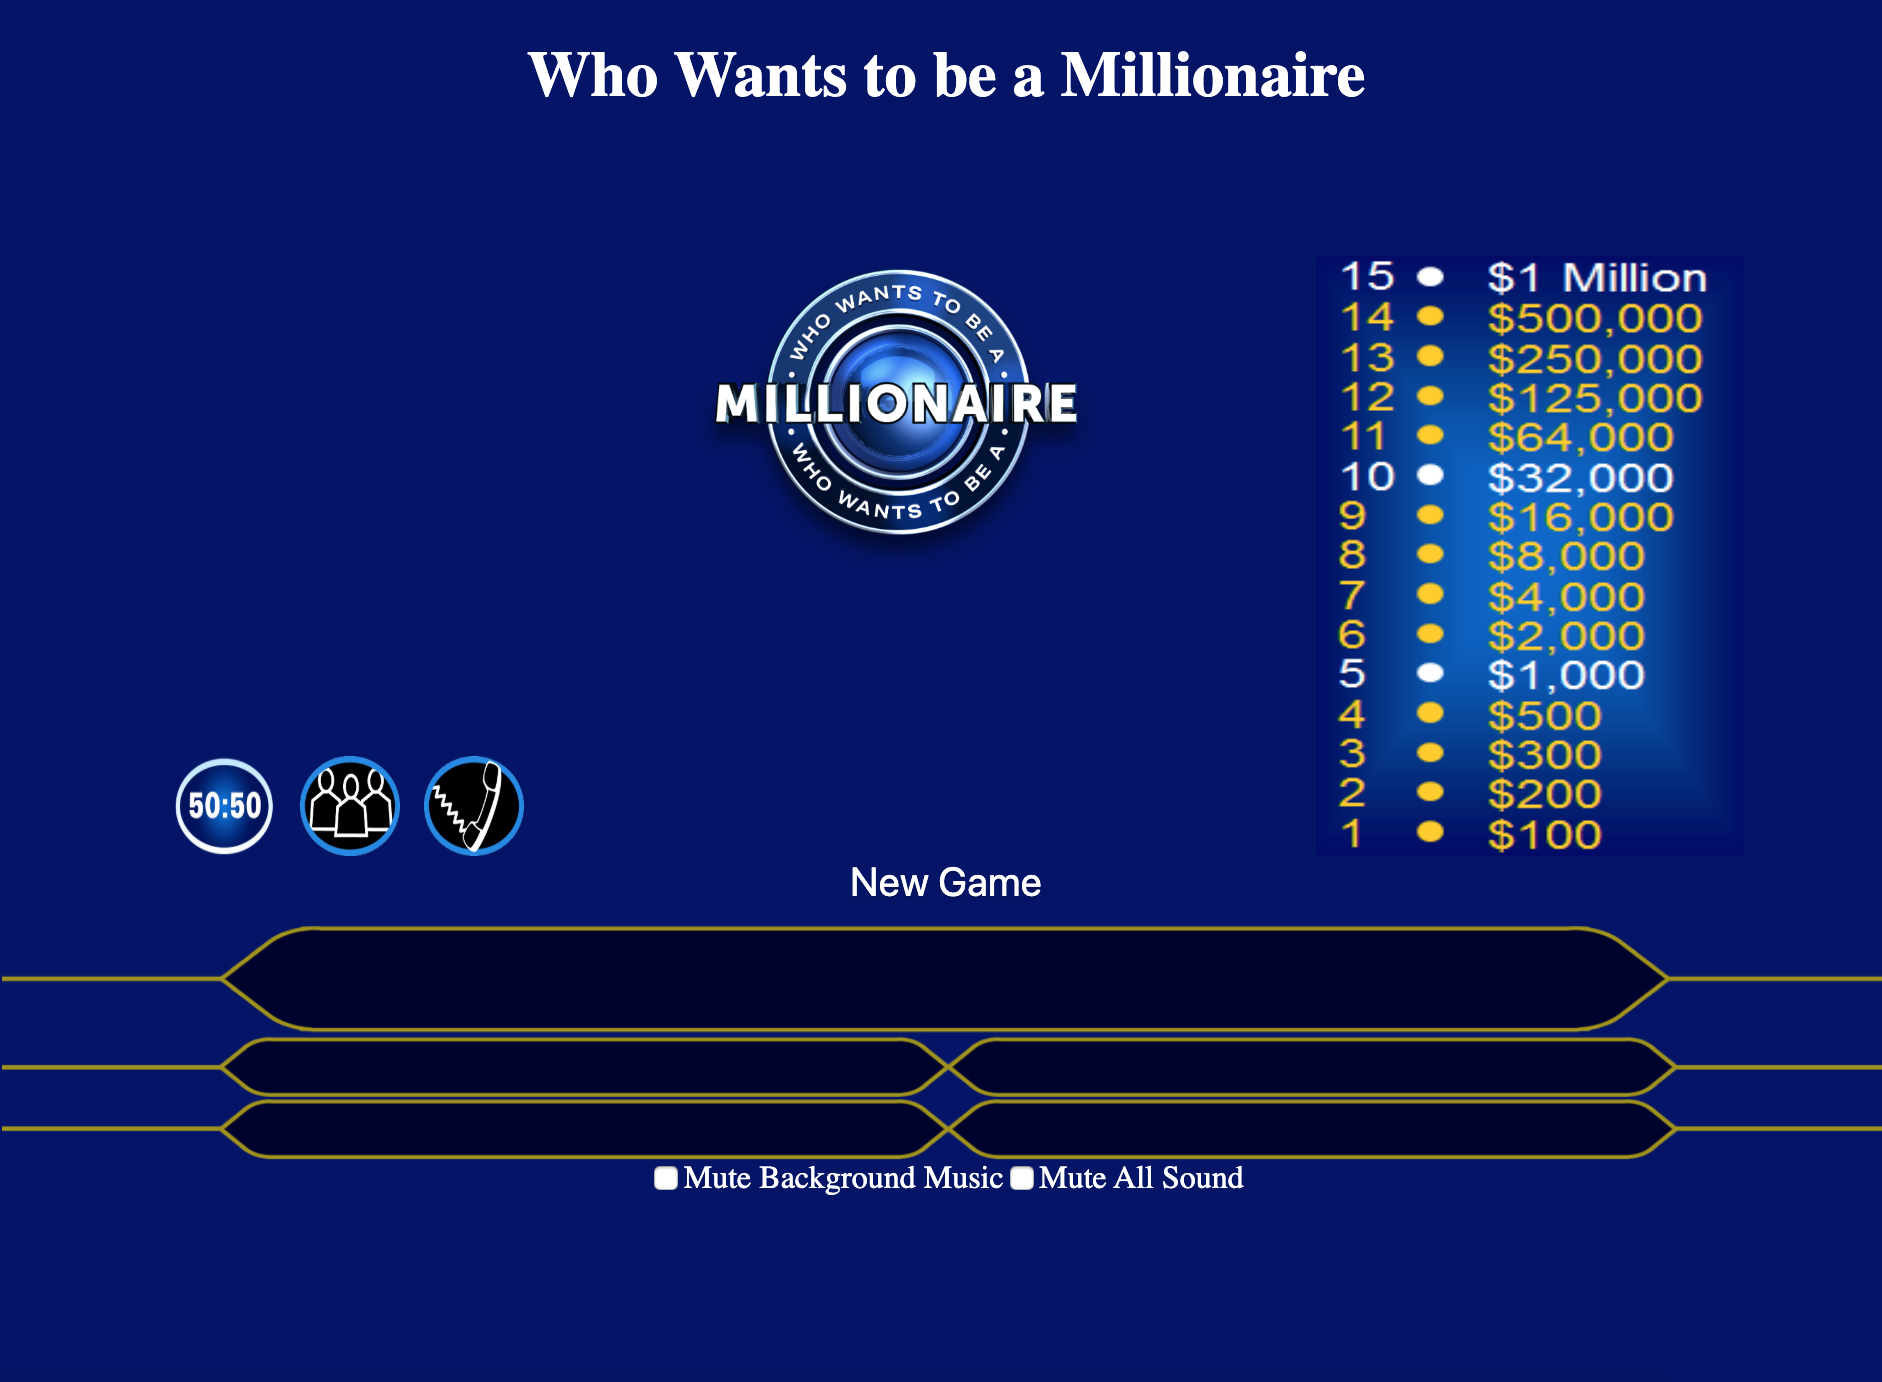 Who Wants to be a Millionaire
WHO WANTS TO BE A
MILLIONAIRE
WHO WANTS TO BE A
15 $1 Million
14 $500,000
13 $250,000
12 $125,000
11 $64,000
10 $32,000
9 $16,000
8 $8,000
7 $4,000
6 $2,000
5 $1,000
4 $500
3 $300
2 $200
1 $100
50:50
New Game
Mute Background Music Mute All Sound